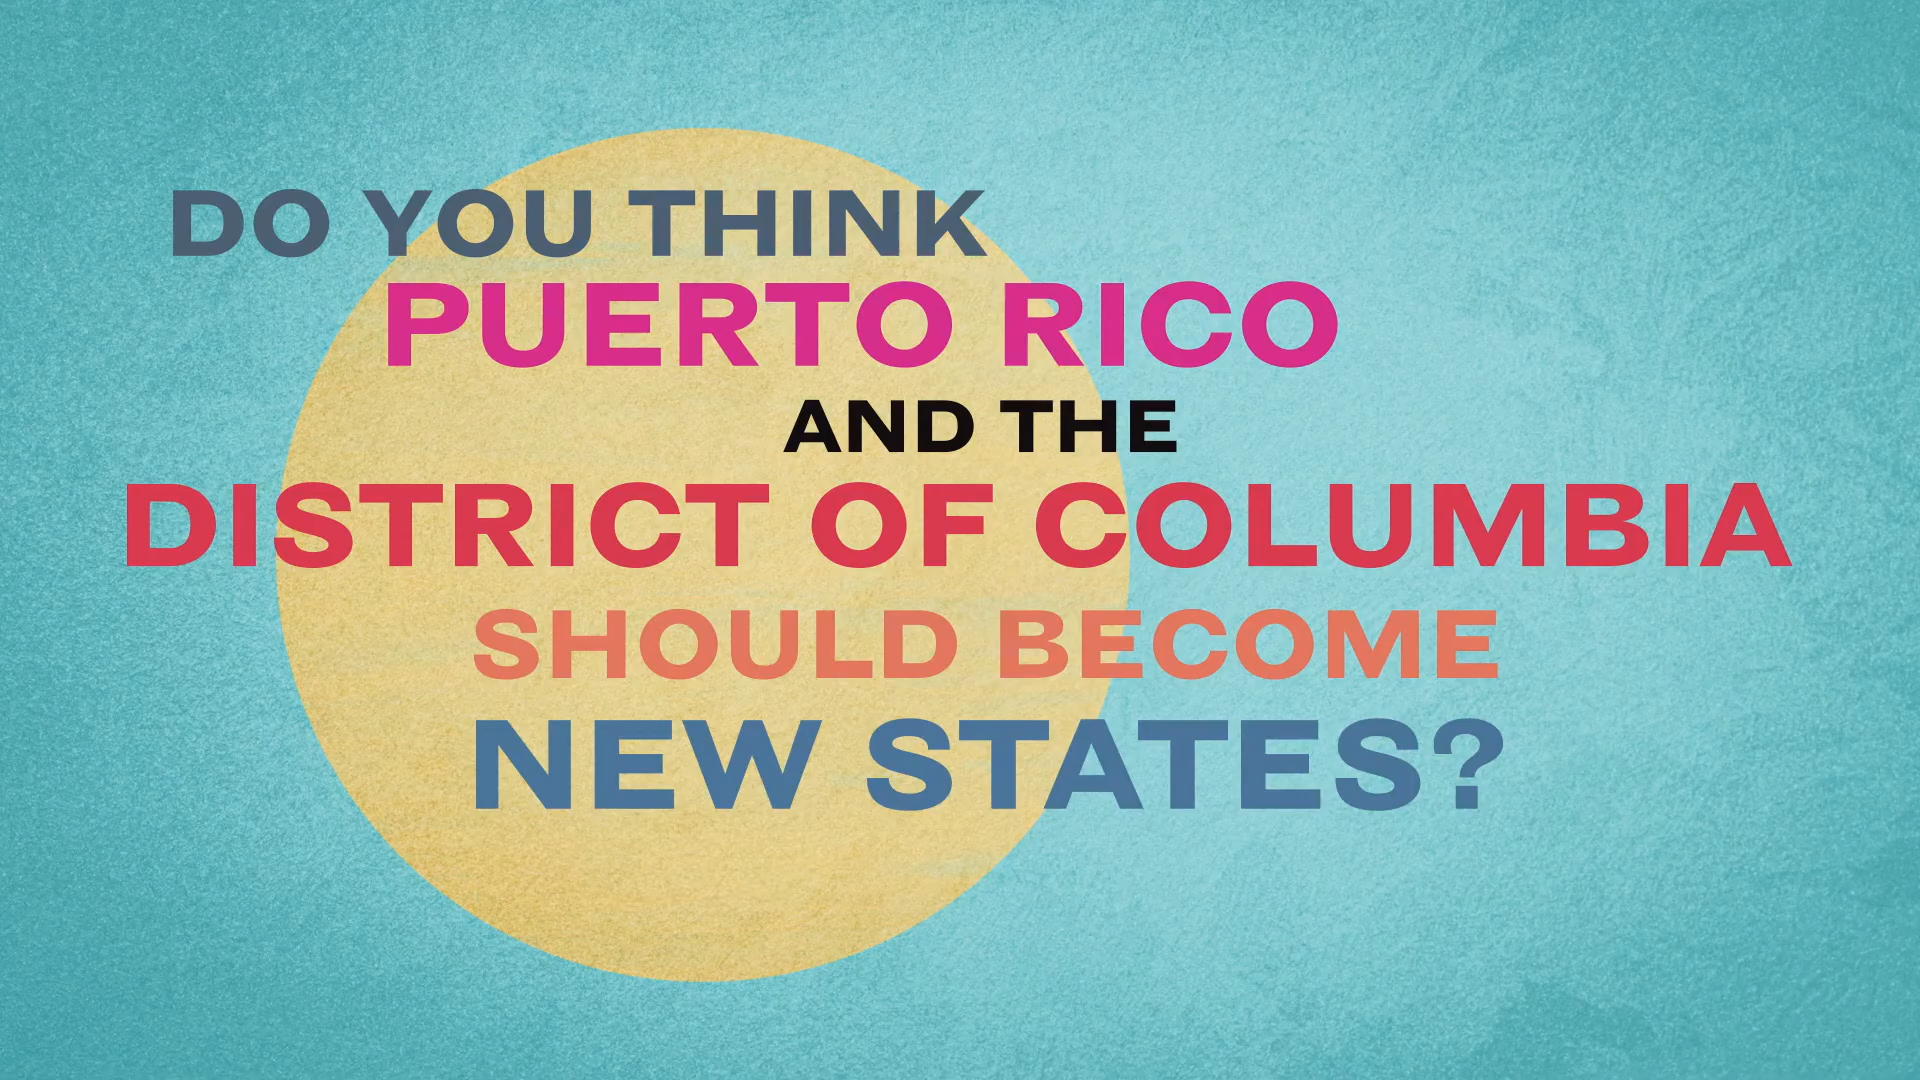 DO YOU THINK
PUERTO RICO
AND THE
DISTRICT OF COLUMBIA
SHOULD BECOME
NEW STATES?